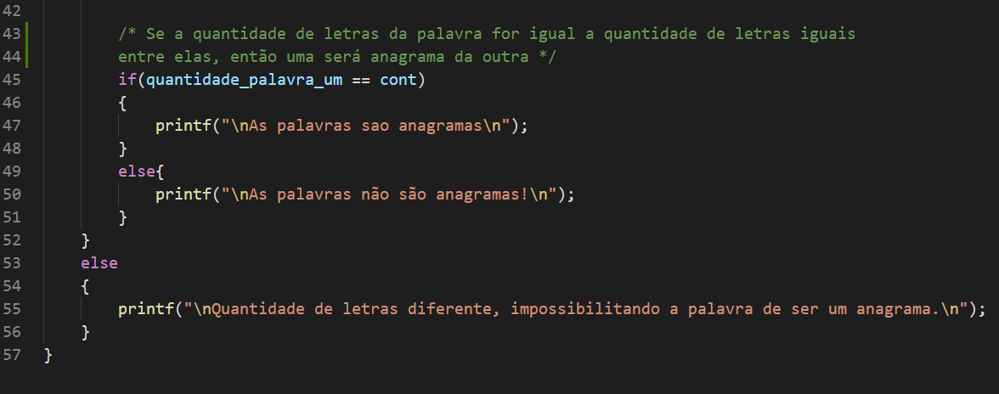 42
43 /* Se a quantidade de letras da palavra for igual a quantidade de letras iguais
44 entre elas, então uma será anagrama da outra */
45 if(quantidade_palavra_um == cont)
46 {
47 printf("\nAs palavras sao anagramas\n");
48 }
49 else{
50 printf("\nAs palavras não são anagramas!\n");
51 }
52 }
53 else
54 {
55 printf("\nQuantidade de letras diferente, impossibilitando a palavra de ser um anagrama.\n");
56 }
57 }